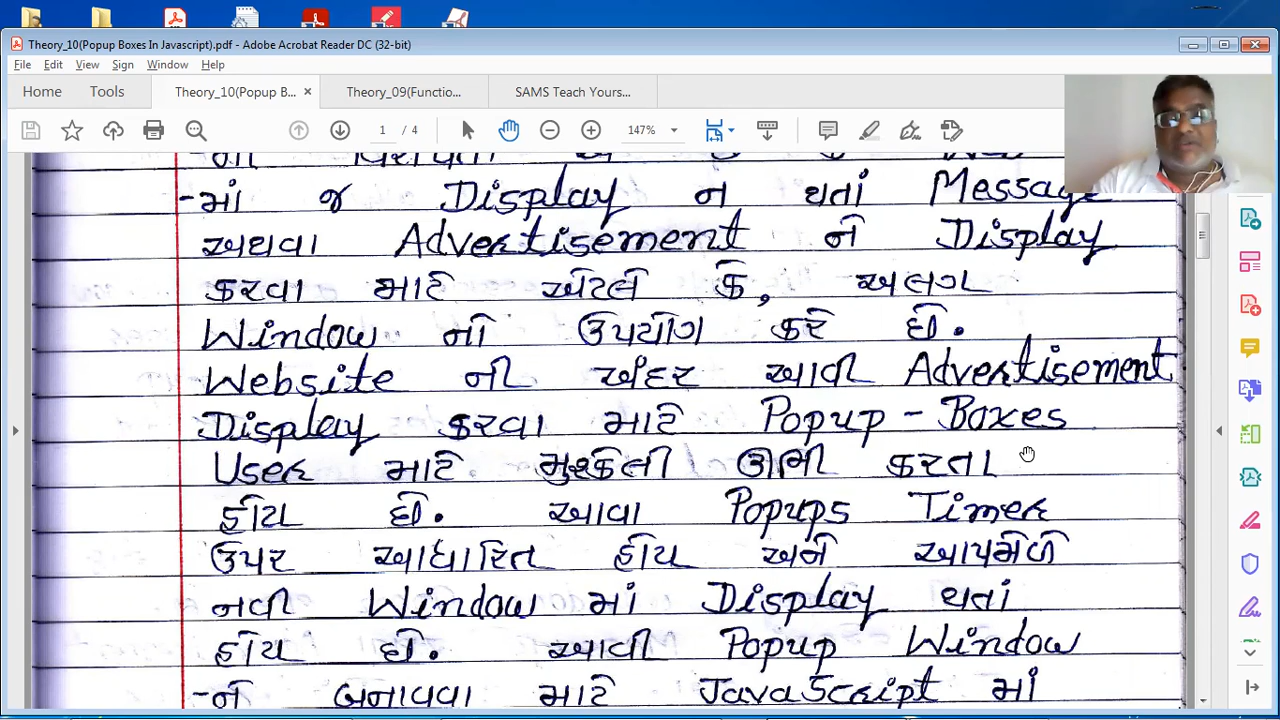 Theory_10(Popup Boxes In Javascript).pdf - Adobe Acrobat Reader DC (32-bit)
File Edit View Sign Window Help
Home Tools Theory_10(Popup B... × Theory_09(Functio... SAMS Teach Yours...
1 / 4 147%
-માં જ Display ન થતાં Message
અથવા Advertisement ને Display
કરવા માટે એટલે કે, અલગ
Window નો ઉપયોગ કરે છે.
Website ની અંદર આવી Advertisement
Display કરવા માટે Popup - Boxes
User માટે મુશ્કેલી ઊભી કરતા
હોય છે. આવા Popups Timer
ઉપર આધારિત હોય અને આપમેળે
નવી Window માં Display થતાં
હોય છે. આવી Popup Window
-ને બનાવવા માટે JavaScript માં